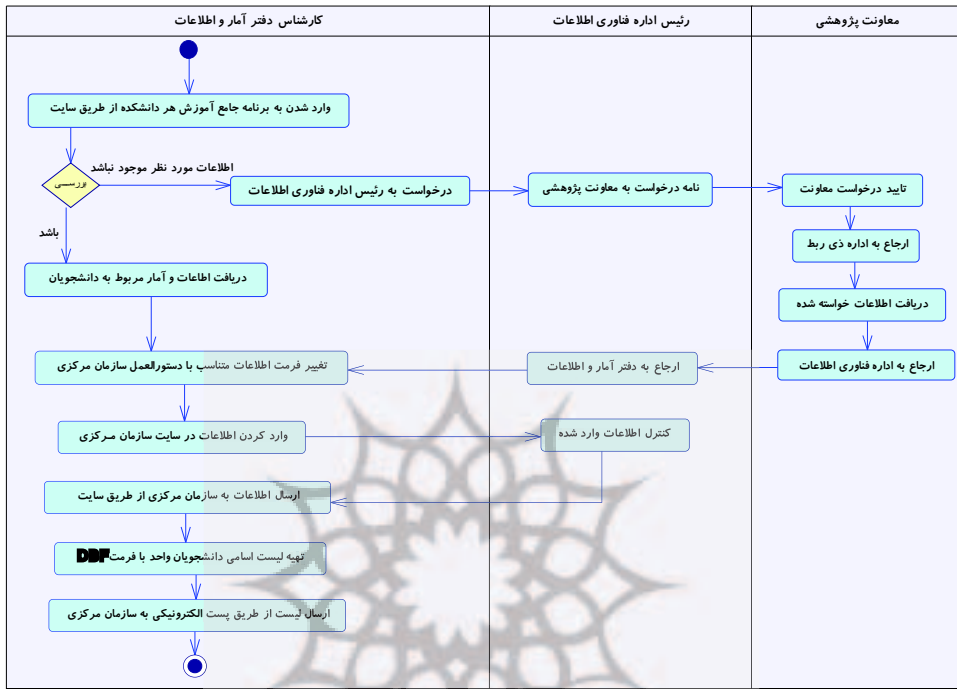 معاونت پژوهشی
رئیس اداره فناوری اطلاعات
کارشناس دفتر آمار و اطلاعات
وارد شدن به برنامه جامع آموزش هر دانشکده از طریق سایت
بررسی
اطلاعات مورد نظر موجود نباشد
باشد
درخواست به رئیس اداره فناوری اطلاعات
نامه درخواست به معاونت پژوهشی
تایید درخواست معاونت
ارجاع به اداره ذی ربط
دریافت اطلاعات خواسته شده
ارجاع به اداره فناوری اطلاعات
ارجاع به دفتر آمار و اطلاعات
دریافت اطاعات و آمار مربوط به دانشجویان
تغییر فرمت اطلاعات متناسب با دستورالعمل سازمان مرکزی
وارد کردن اطلاعات در سایت سازمان مرکزی
کنترل اطلاعات وارد شده
ارسال اطلاعات به سازمان مرکزی از طریق سایت
تهیه لیست اسامی دانشجویان واحد با فرمت DBF
ارسال لیست از طریق پست الکترونیکی به سازمان مرکزی